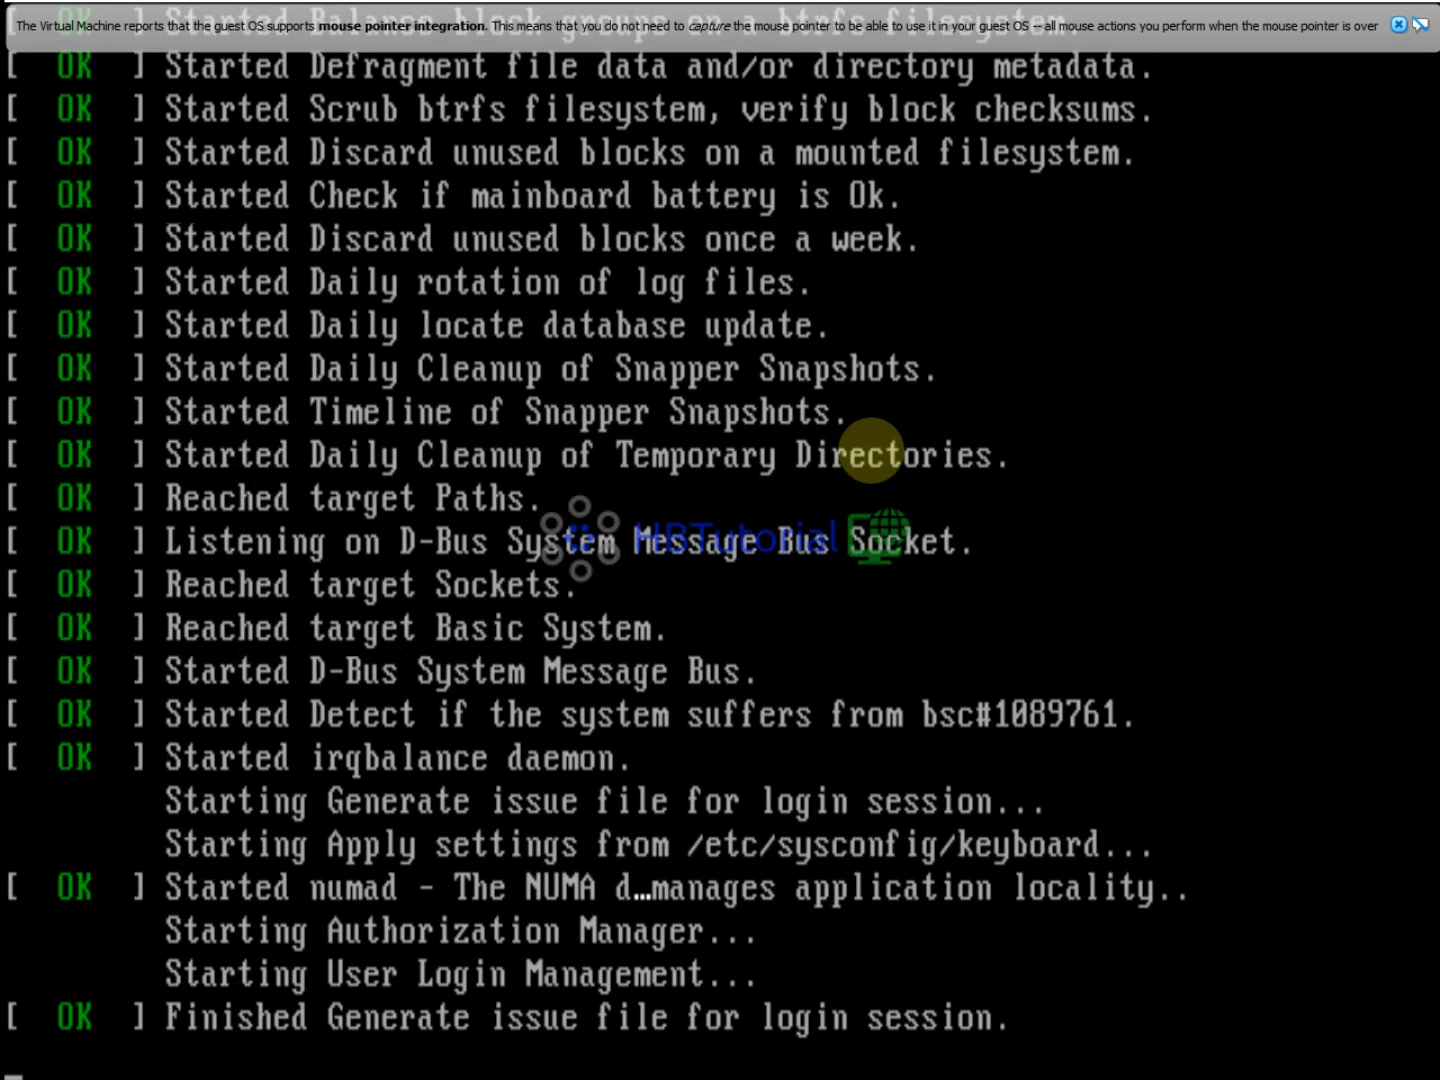 [ OK ] Started Balance block groups on a btrfs filesystem.
The Virtual Machine reports that the guest OS supports mouse pointer integration. This means that you do not need to capture the mouse pointer to be able to use it in your guest OS -- all mouse actions you perform when the mouse pointer is over
[ OK ] Started Defragment file data and/or directory metadata.
[ OK ] Started Scrub btrfs filesystem, verify block checksums.
[ OK ] Started Discard unused blocks on a mounted filesystem.
[ OK ] Started Check if mainboard battery is Ok.
[ OK ] Started Discard unused blocks once a week.
[ OK ] Started Daily rotation of log files.
[ OK ] Started Daily locate database update.
[ OK ] Started Daily Cleanup of Snapper Snapshots.
[ OK ] Started Timeline of Snapper Snapshots.
[ OK ] Started Daily Cleanup of Temporary Directories.
[ OK ] Reached target Paths.
HBTutorial
[ OK ] Listening on D-Bus System Message Bus Socket.
[ OK ] Reached target Sockets.
[ OK ] Reached target Basic System.
[ OK ] Started D-Bus System Message Bus.
[ OK ] Started Detect if the system suffers from bsc#1089761.
[ OK ] Started irqbalance daemon.
Starting Generate issue file for login session...
Starting Apply settings from /etc/sysconfig/keyboard...
[ OK ] Started numad - The NUMA d…manages application locality..
Starting Authorization Manager...
Starting User Login Management...
[ OK ] Finished Generate issue file for login session.